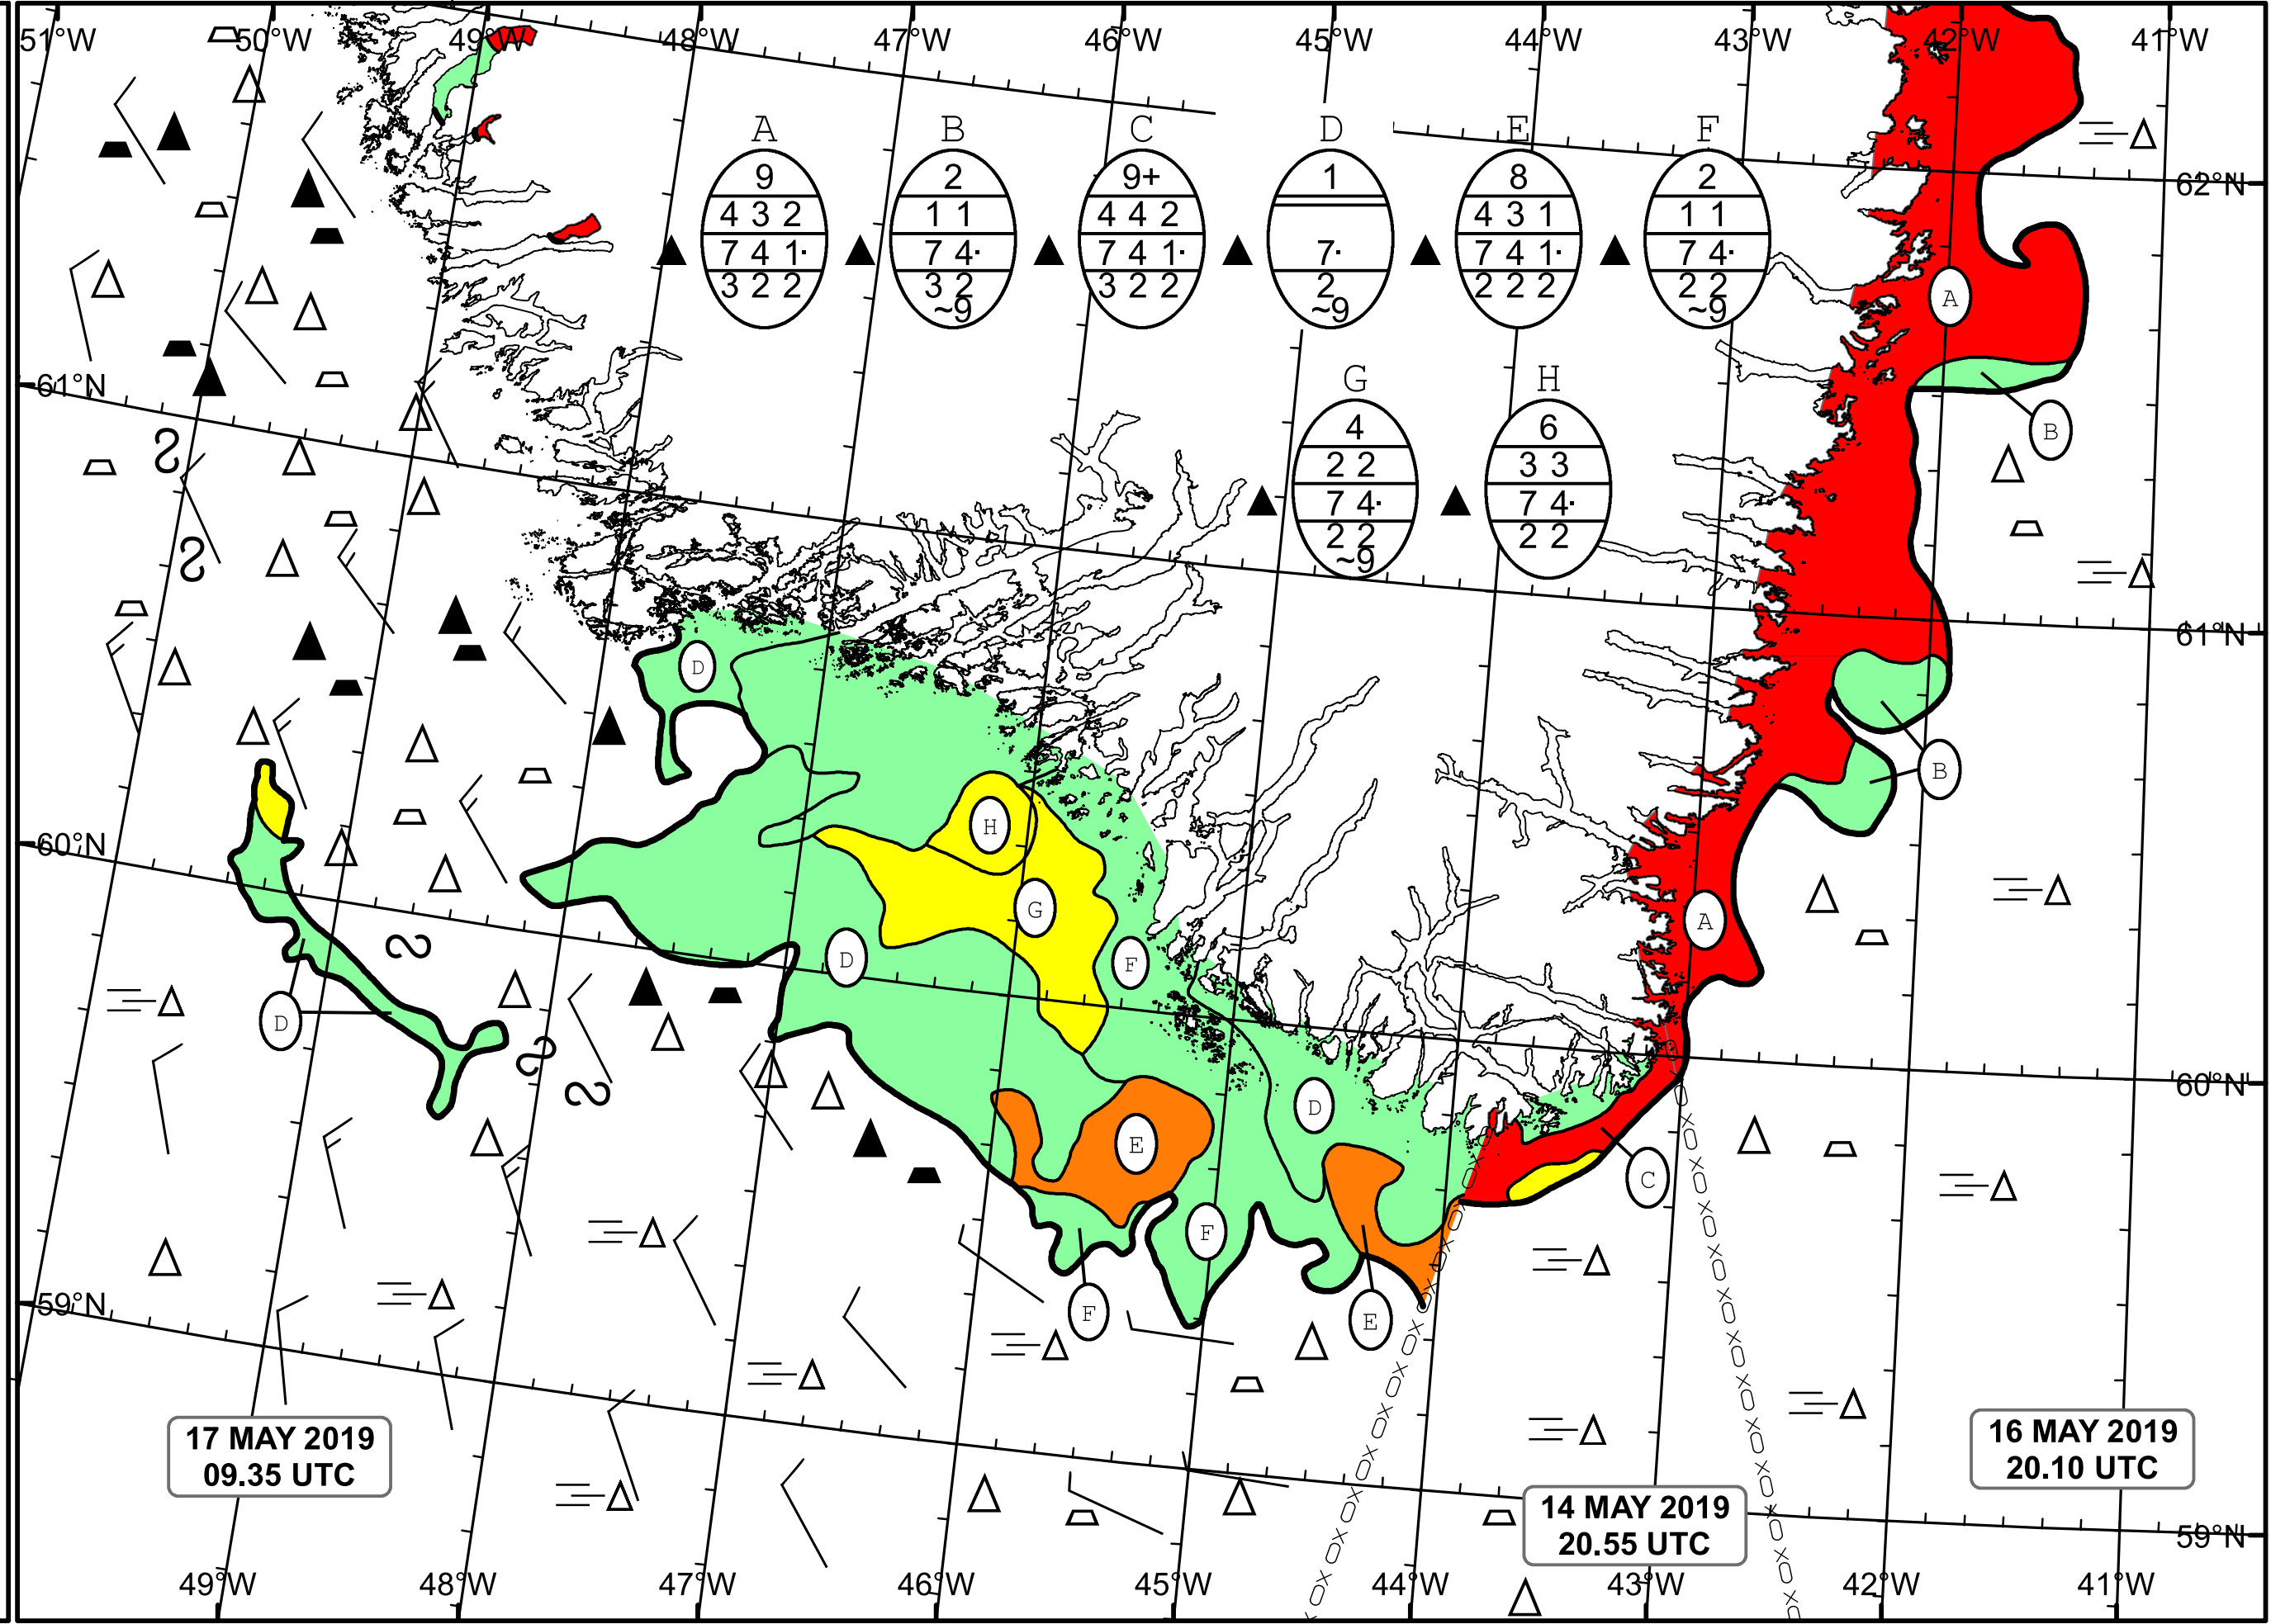 51°W 50°W 49°W 48°W 47°W 46°W 45°W 44°W 43°W 42°W 41°W
A B C D E F
9 2 9+ 1 8 2
4 3 2 1 1 4 4 2 4 3 1 1 1
7 4 1· 7 4· 7 4 1· 7· 7 4 1· 7 4·
3 2 2 3 2 3 2 2 2 2 2 2 2 2
~9 ~9 ~9
62°N
A
G H
4 6
2 2 3 3
7 4· 7 4·
2 2 2 2
~9
61°N
B
61°N
D
B
H
60°N
G
A
D
F
D
60°N
D
E
C
F
59°N
F
E
17 MAY 2019
09.35 UTC
16 MAY 2019
20.10 UTC
14 MAY 2019
20.55 UTC
59°N
49°W 48°W 47°W 46°W 45°W 44°W 43°W 42°W 41°W